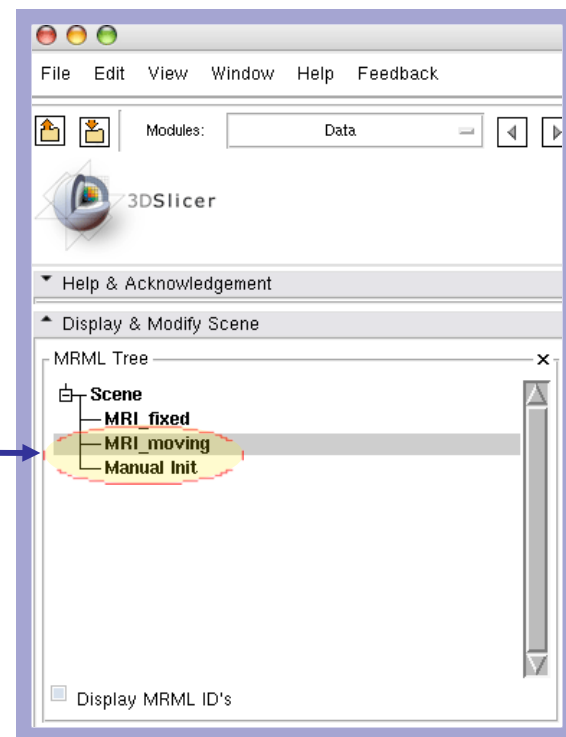 File Edit View Window Help Feedback
Modules: Data
3DSlicer
Help & Acknowledgement
Display & Modify Scene
MRML Tree
x
Scene
MRI_fixed
MRI_moving
Manual Init
Display MRML ID's